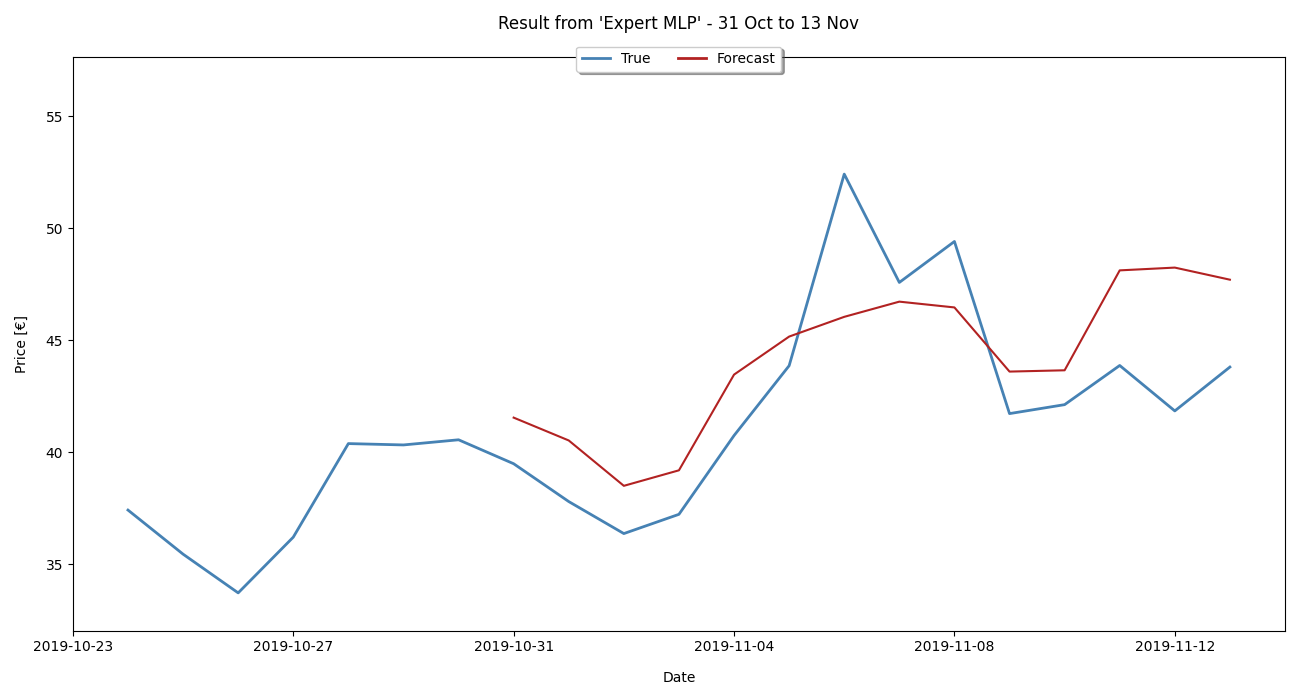 Result from 'Expert MLP' - 31 Oct to 13 Nov
True Forecast
55
50
45
40
35
Price [€]
2019-10-23 2019-10-27 2019-10-31 2019-11-04 2019-11-08 2019-11-12
Date